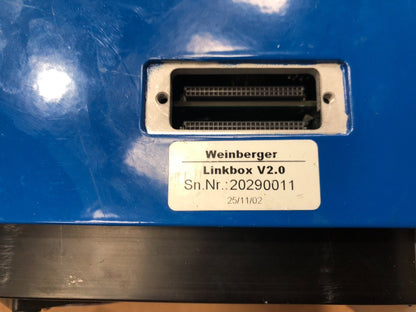 Weinberger
Linkbox V2.0
Sn.Nr.:20290011
25/11/02